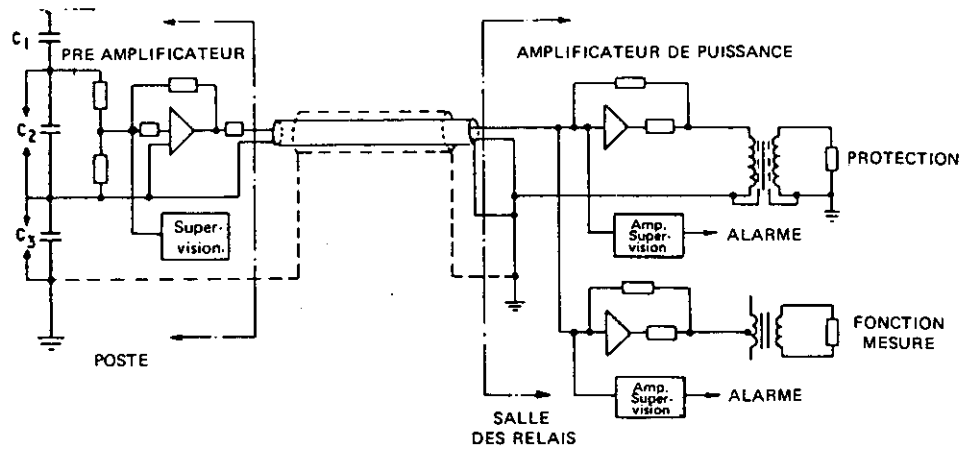 C1
PRE AMPLIFICATEUR
AMPLIFICATEUR DE PUISSANCE
C2
PROTECTION
C3
Super-
vision.
Amp.
Super-
vision
ALARME
FONCTION
MESURE
POSTE
Amp.
Super-
vision
ALARME
SALLE
DES RELAIS